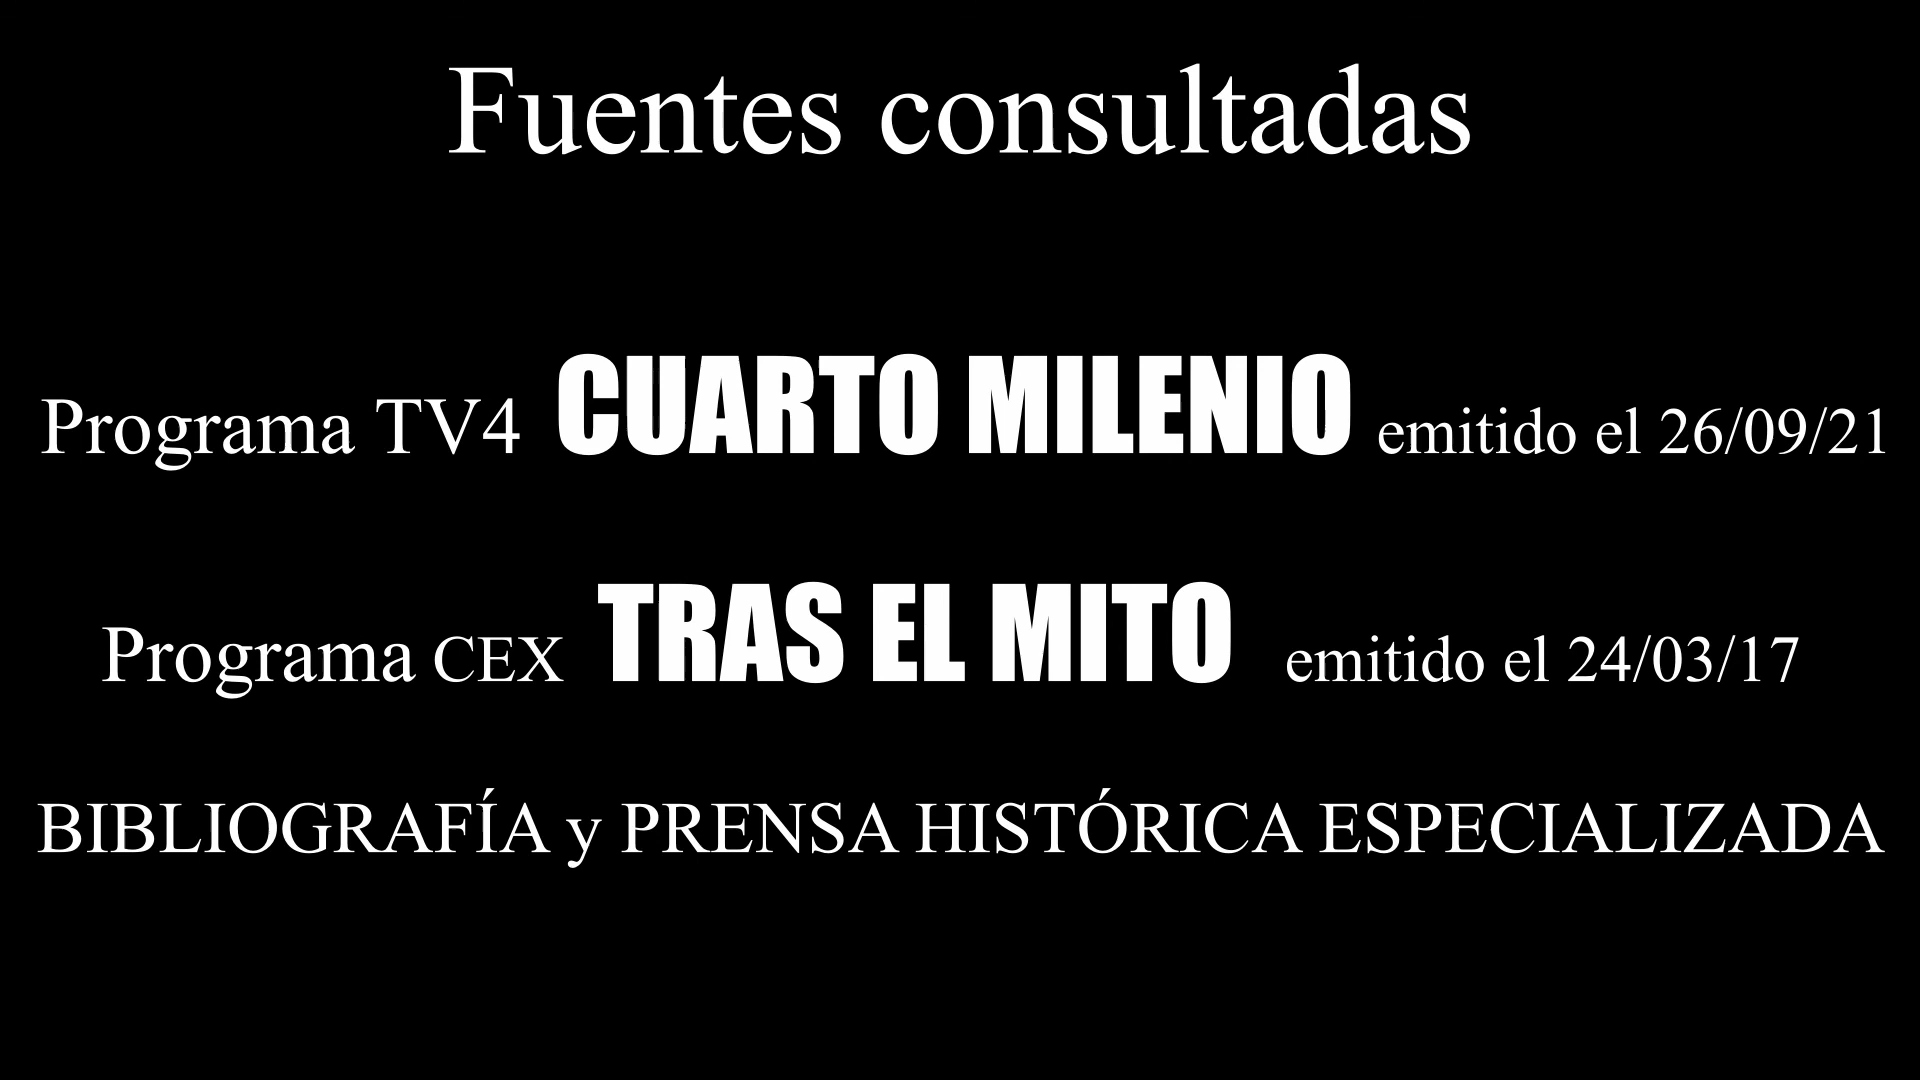 Fuentes consultadas
Programa TV4 CUARTO MILENIO emitido el 26/09/21
Programa CEX TRAS EL MITO emitido el 24/03/17
BIBLIOGRAFÍA y PRENSA HISTÓRICA ESPECIALIZADA